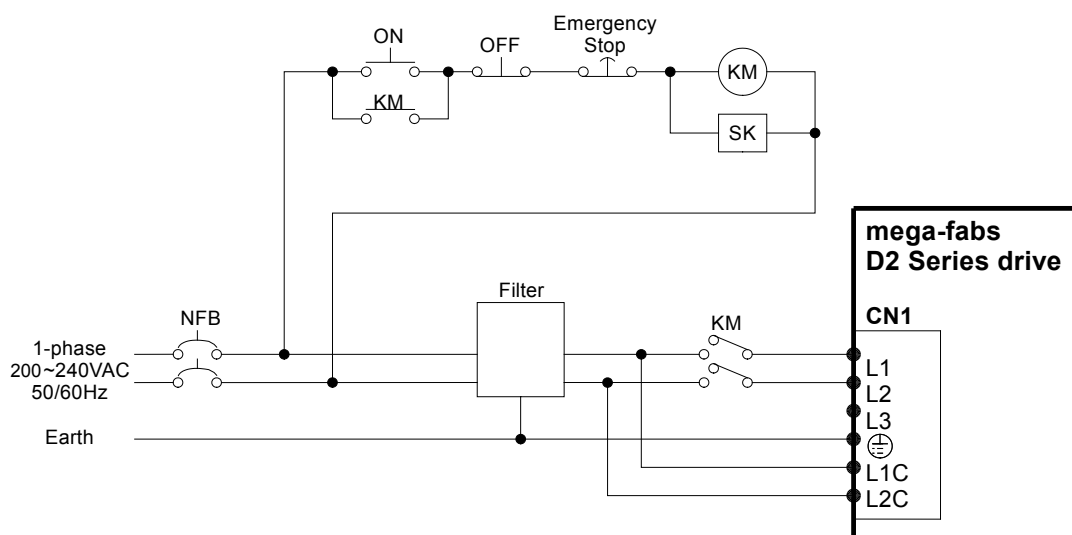 Emergency
Stop
ON
OFF
KM
KM
SK
mega-fabs
D2 Series drive
CN1
Filter
NFB
KM
1-phase
200~240VAC
50/60Hz
Earth
L1
L2
L3
L1C
L2C